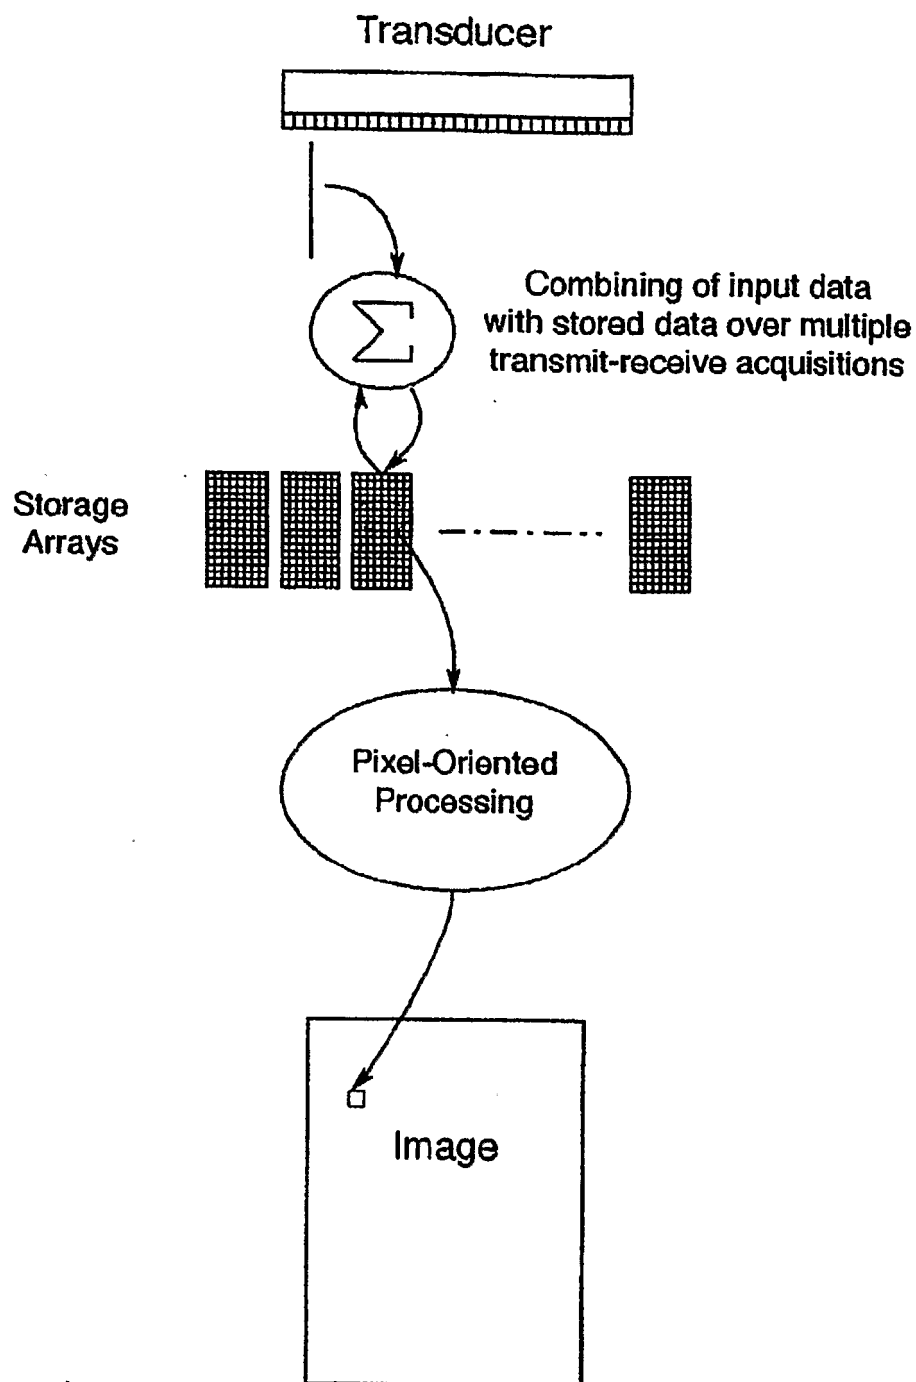 Transducer
Σ
Combining of input data
with stored data over multiple
transmit-receive acquisitions
Storage
Arrays
Pixel-Oriented
Processing
Image